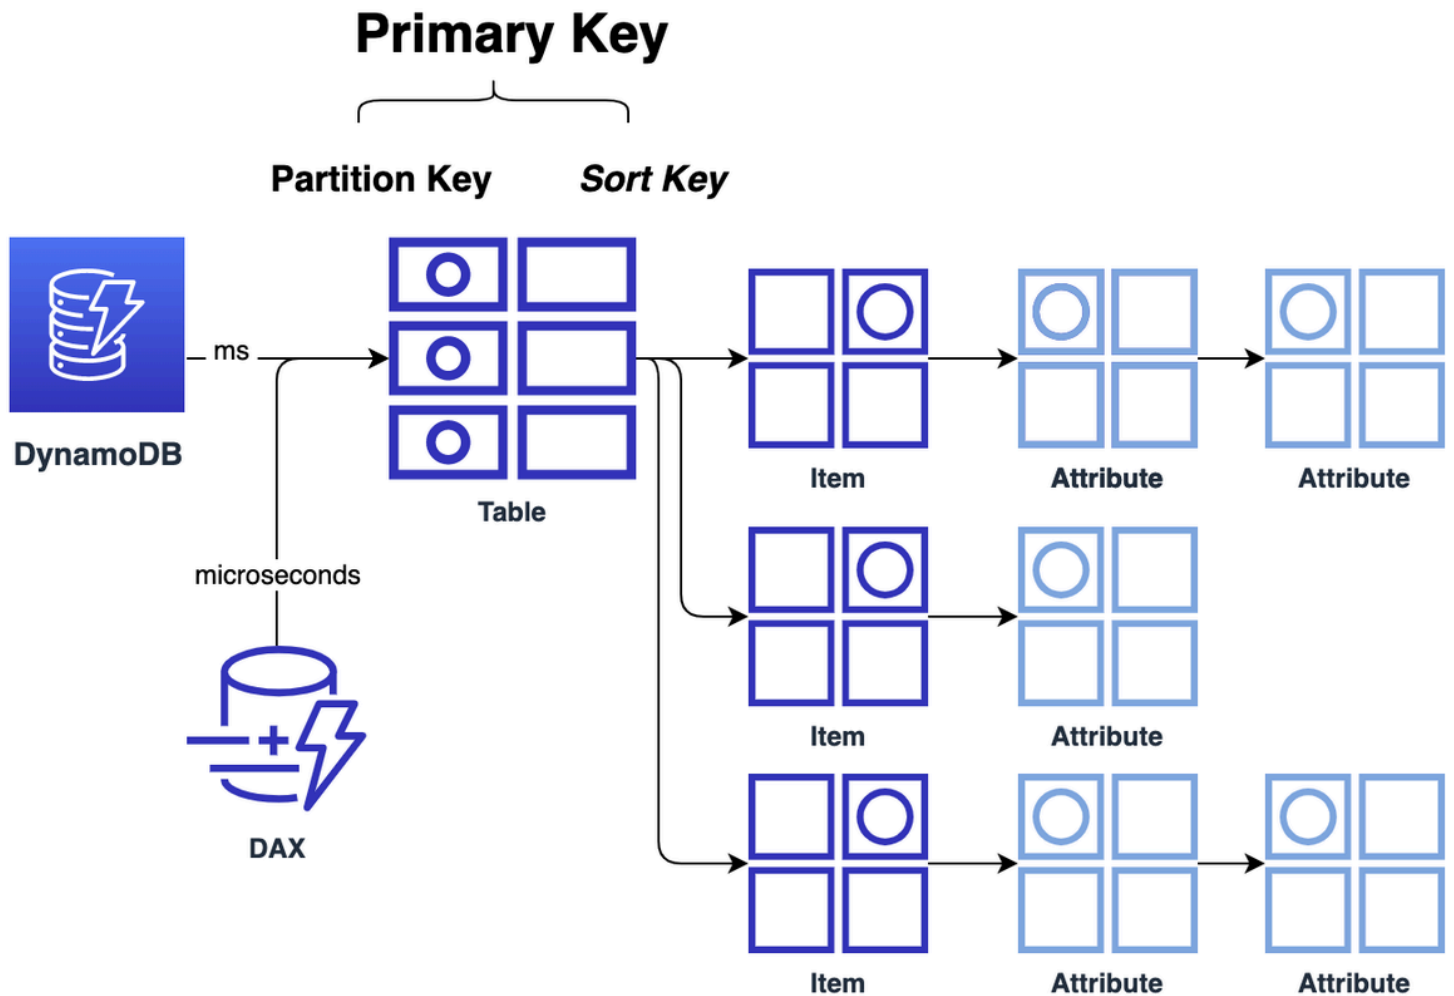 Primary Key
Partition Key
Sort Key
ms
DynamoDB
Table
Item
Attribute
Attribute
microseconds
Item
Attribute
DAX
Item
Attribute
Attribute